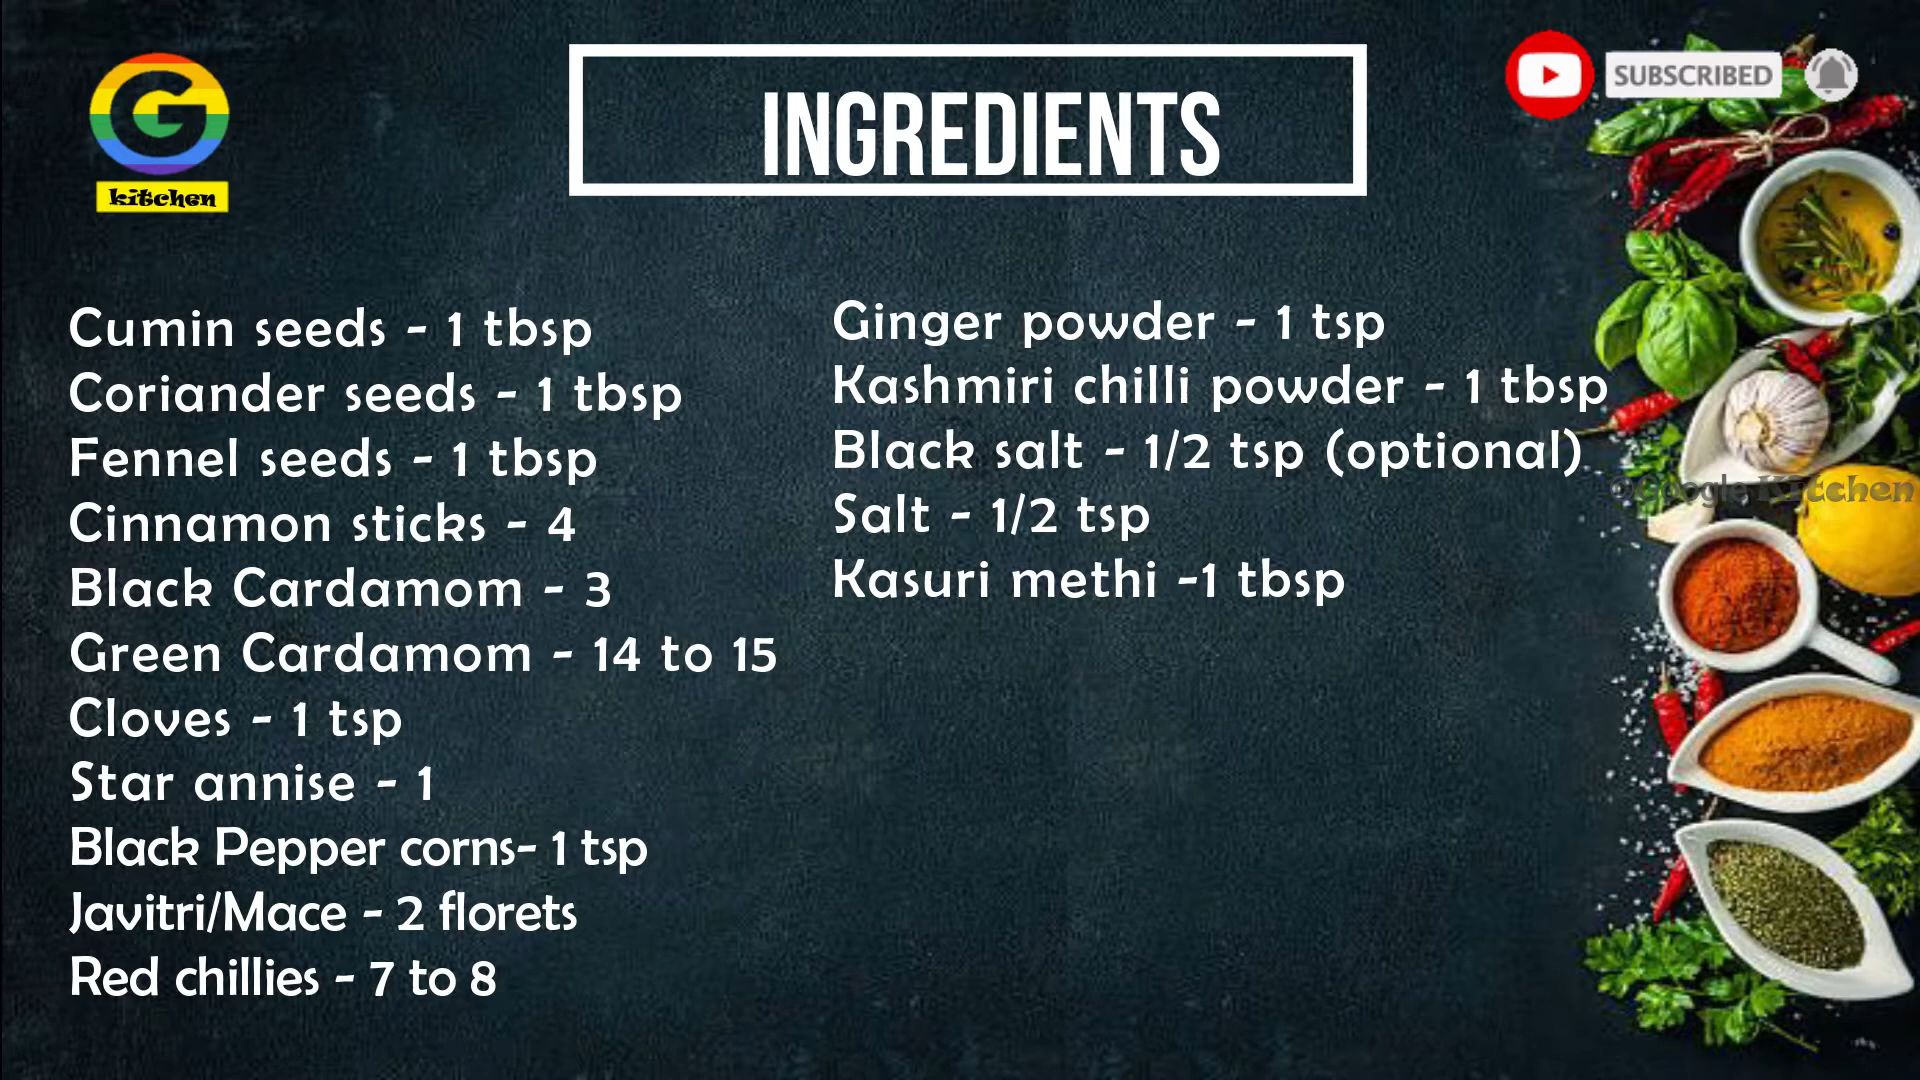 G
kitchen
INGREDIENTS
SUBSCRIBED
Cumin seeds - 1 tbsp
Coriander seeds - 1 tbsp
Fennel seeds - 1 tbsp
Cinnamon sticks - 4
Black Cardamom - 3
Green Cardamom - 14 to 15
Cloves - 1 tsp
Star annise - 1
Black Pepper corns- 1 tsp
Javitri/Mace - 2 florets
Red chillies - 7 to 8
Ginger powder - 1 tsp
Kashmiri chilli powder - 1 tbsp
Black salt - 1/2 tsp (optional)
Salt - 1/2 tsp
Kasuri methi -1 tbsp
Google Kitchen